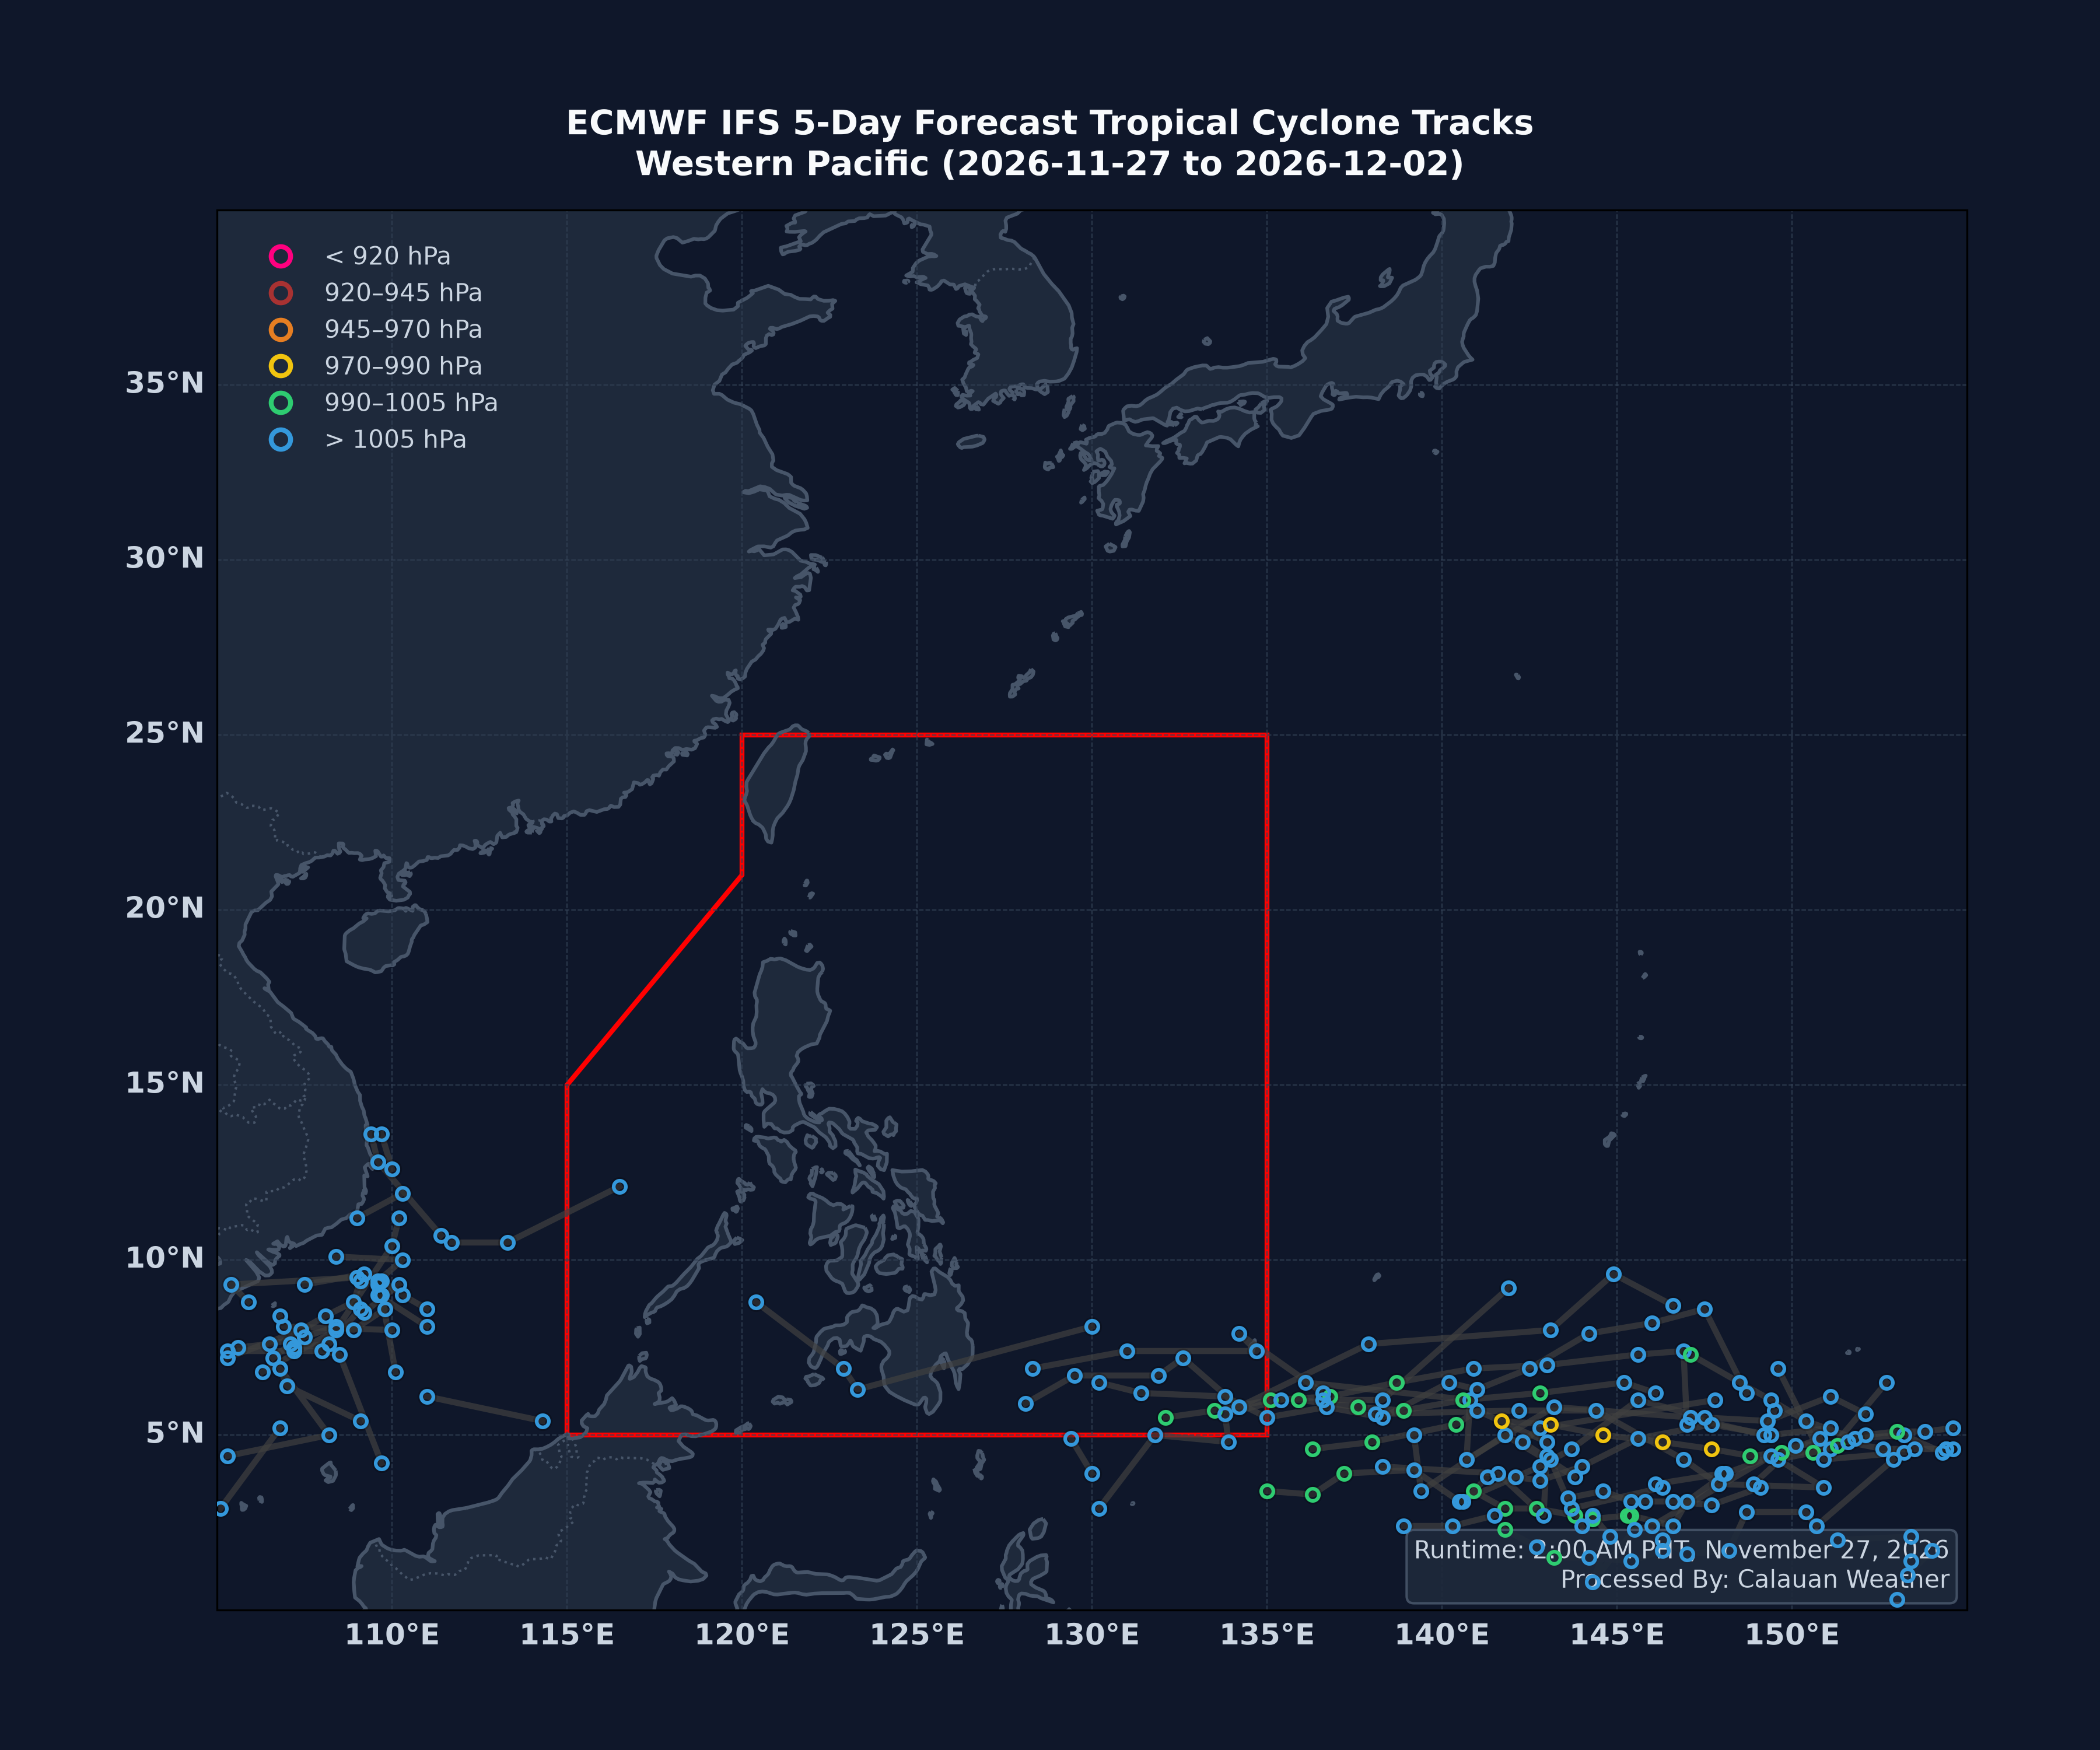 ECMWF IFS 5-Day Forecast Tropical Cyclone Tracks
Western Pacific (2026-11-27 to 2026-12-02)
< 920 hPa
920–945 hPa
945–970 hPa
970–990 hPa
990–1005 hPa
> 1005 hPa
35°N
30°N
25°N
20°N
15°N
10°N
5°N
Runtime: 2:00 AM PHT, November 27, 2026
Processed By: Calauan Weather
110°E
115°E
120°E
125°E
130°E
135°E
140°E
145°E
150°E